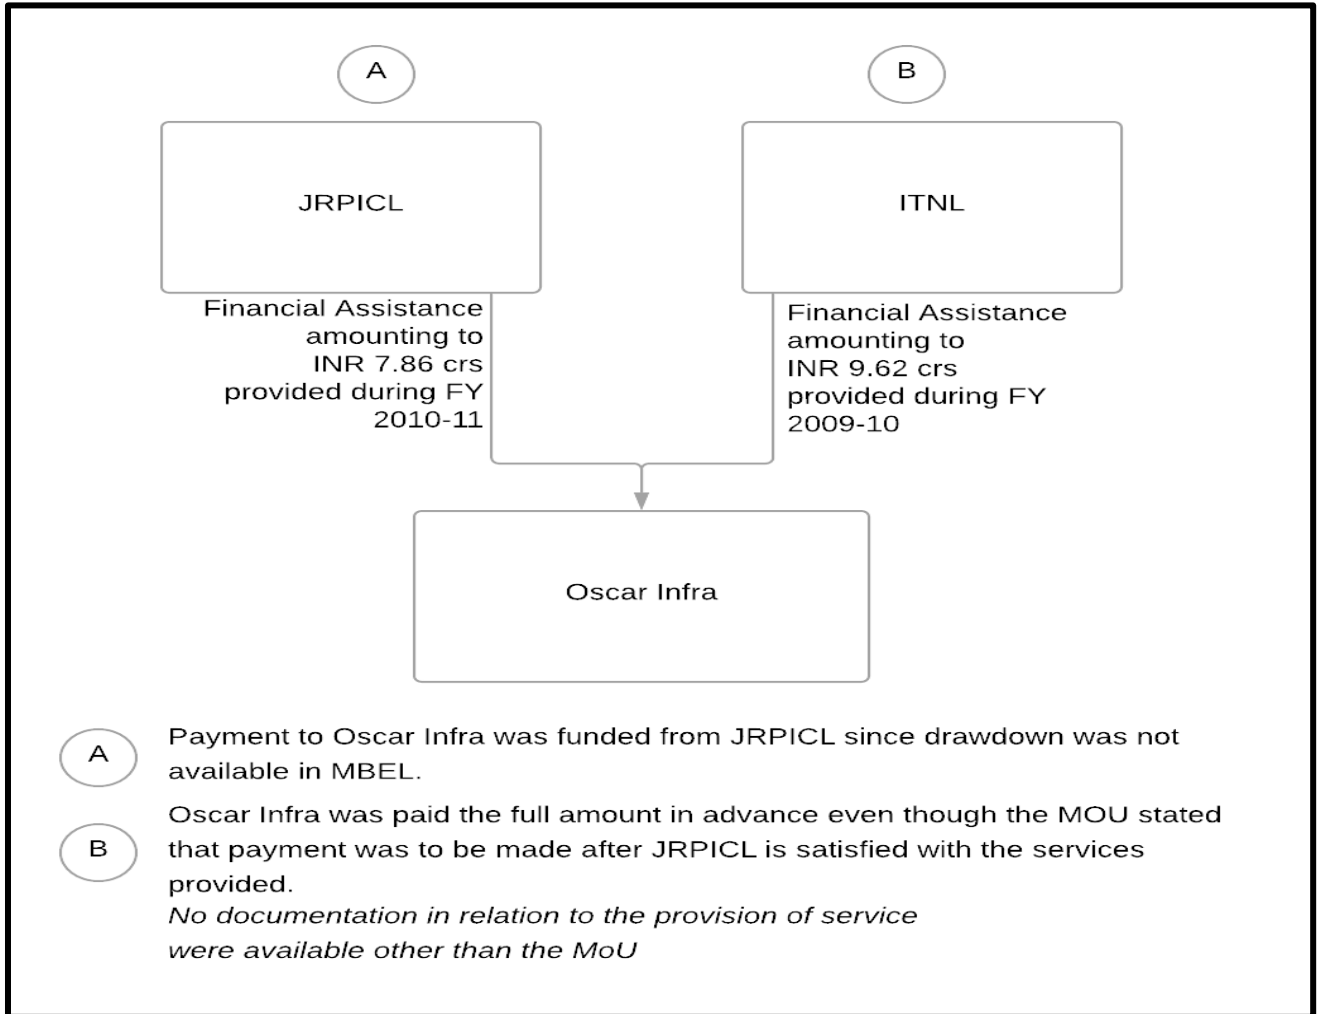 A
B
JRPICL
ITNL
Financial Assistance
amounting to
INR 7.86 crs
provided during FY
2010-11
Financial Assistance
amounting to
INR 9.62 crs
provided during FY
2009-10
Oscar Infra
A
Payment to Oscar Infra was funded from JRPICL since drawdown was not
available in MBEL.
B
Oscar Infra was paid the full amount in advance even though the MOU stated
that payment was to be made after JRPICL is satisfied with the services
provided.
No documentation in relation to the provision of service
were available other than the MoU